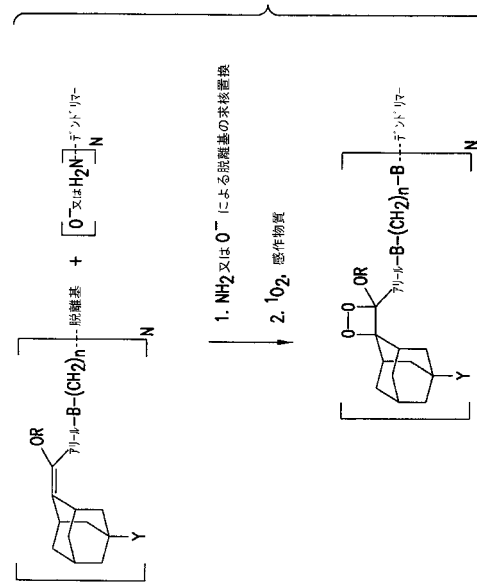 OR
アリール-B-(CH2)n---脱離基
Y
N
+
[O⁻又はH2N---デンドリマー
N
1. NH2又はO⁻による脱離基の求核置換
2. ¹O2, 感作物質
O-O
OR
アリール-B-(CH2)n-B---デンドリマー
Y
N